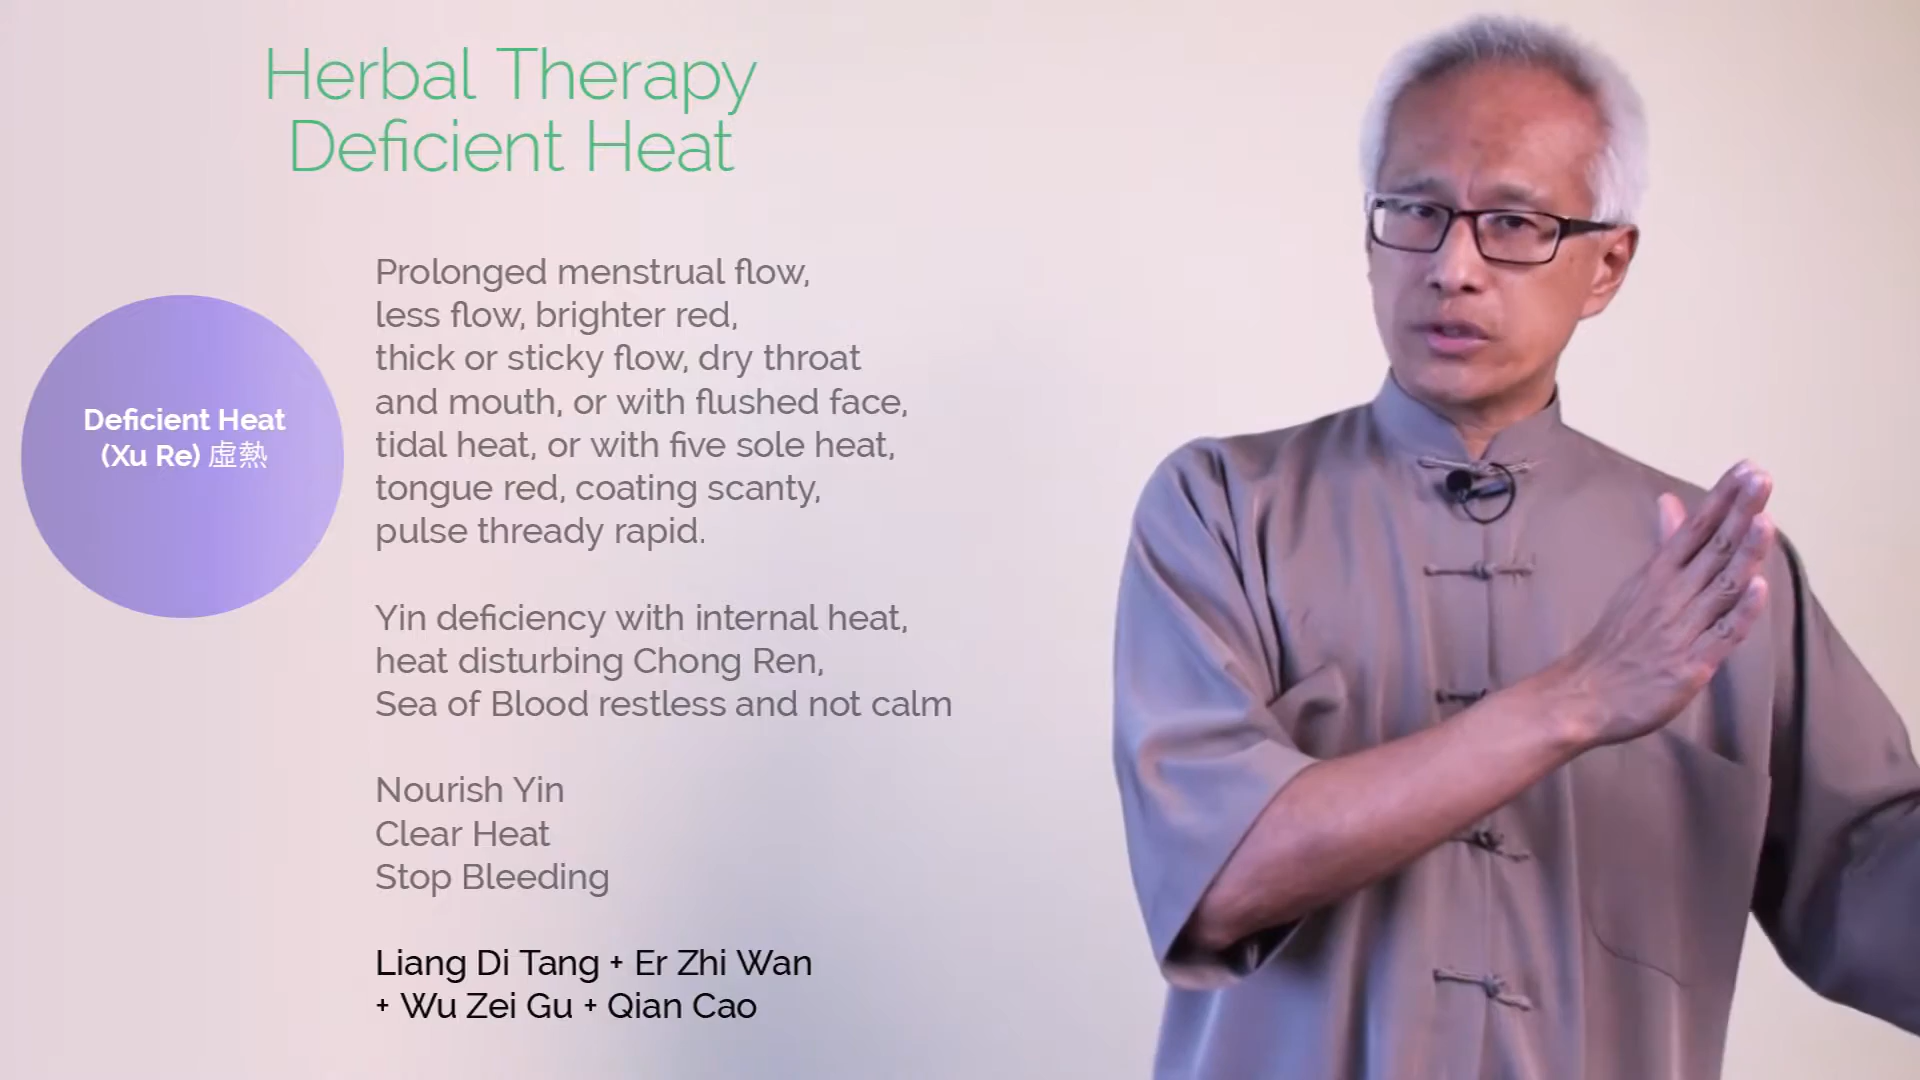 Herbal Therapy
Deficient Heat
Deficient Heat
(Xu Re) 虛熱
Prolonged menstrual flow,
less flow, brighter red,
thick or sticky flow, dry throat
and mouth, or with flushed face,
tidal heat, or with five sole heat,
tongue red, coating scanty,
pulse thready rapid.
Yin deficiency with internal heat,
heat disturbing Chong Ren,
Sea of Blood restless and not calm
Nourish Yin
Clear Heat
Stop Bleeding
Liang Di Tang + Er Zhi Wan
+ Wu Zei Gu + Qian Cao